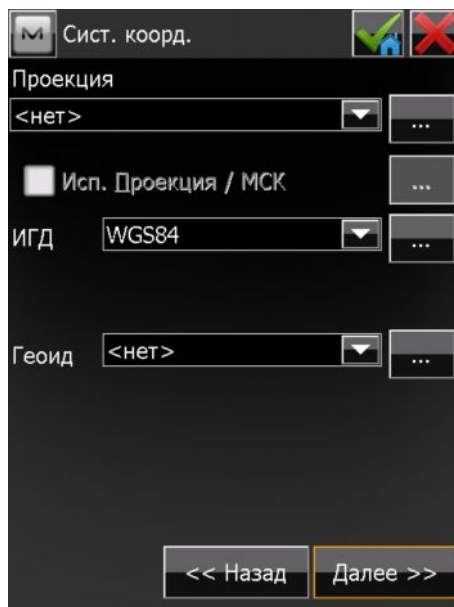 Сист. коорд.
Проекция
<нет>
...
Исп. Проекция / МСК
...
ИГД
WGS84
...
Геоид
<нет>
...
<< Назад
Далее >>